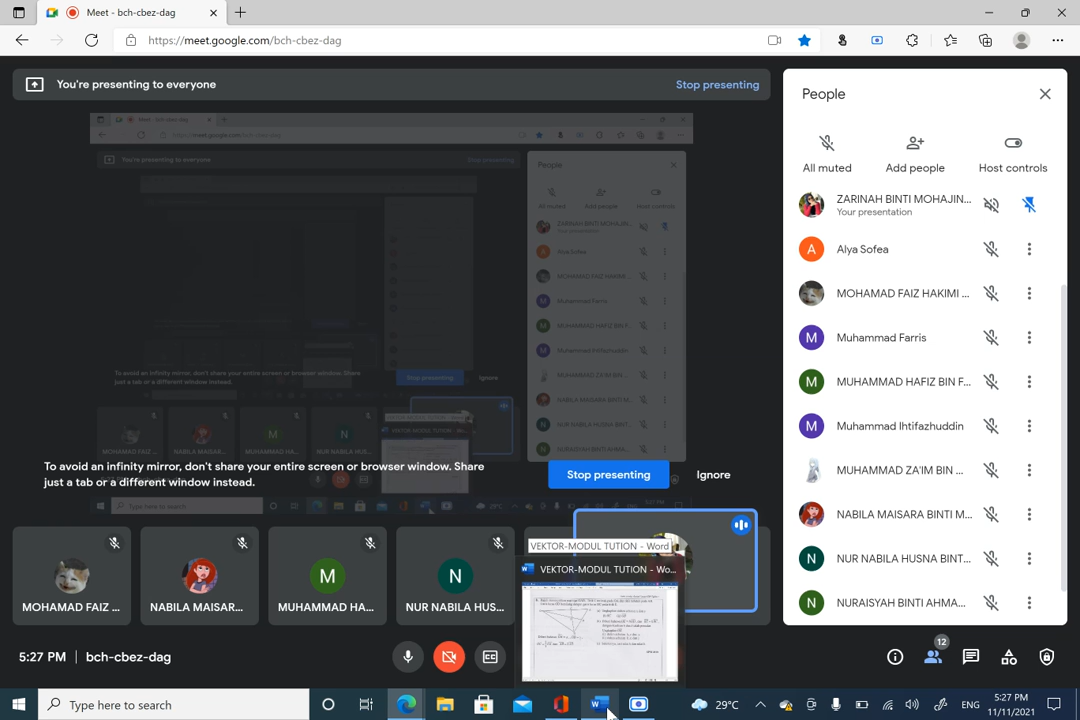 Meet - bch-cbez-dag
https://meet.google.com/bch-cbez-dag
You're presenting to everyone
Stop presenting
People
All muted
Add people
Host controls
ZARINAH BINTI MOHAJIN...
Your presentation
A
Alya Sofea
MOHAMAD FAIZ HAKIMI ...
M
Muhammad Farris
M
MUHAMMAD HAFIZ BIN F...
M
Muhammad Ihtifazhuddin
MUHAMMAD ZA'IM BIN ...
NABILA MAISARA BINTI M...
N
NUR NABILA HUSNA BINT...
N
NURAISYAH BINTI AHMA...
To avoid an infinity mirror, don't share your entire screen or browser window. Share
just a tab or a different window instead.
Stop presenting
Ignore
MOHAMAD FAIZ ...
NABILA MAISAR...
M
MUHAMMAD HA...
N
NUR NABILA HUS...
VEKTOR-MODUL TUTION - Word
VEKTOR-MODUL TUTION - Wo...
5:27 PM
bch-cbez-dag
12
Type here to search
29°C
ENG
5:27 PM
11/11/2021